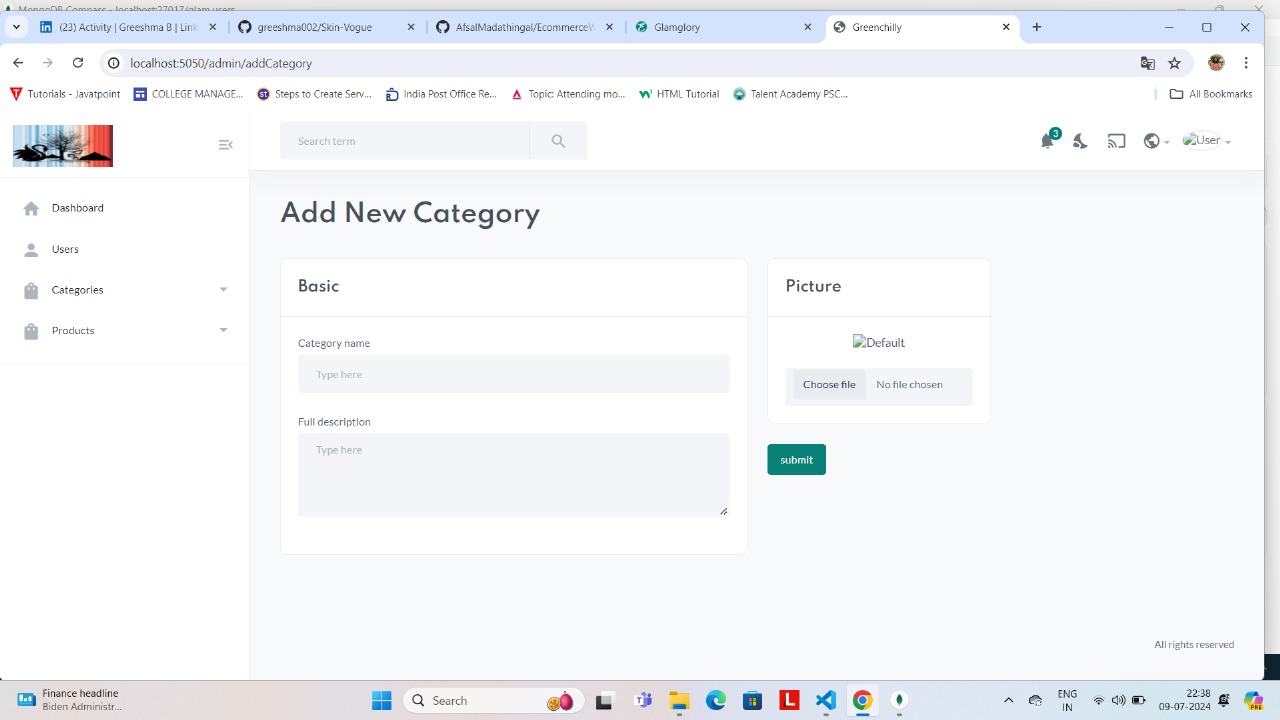 MongoDB Compass - localhost:27017/glam.users
(23) Activity | Greeshma B | Link
greeshma002/Skin-Vogue
AfsalMadathingal/EcommerceW
Glamglory
Greenchilly
localhost:5050/admin/addCategory
Tutorials - Javatpoint
COLLEGE MANAGE...
Steps to Create Serv...
India Post Office Re...
Topic: Attending mo...
HTML Tutorial
Talent Academy PSC...
All Bookmarks
Search term
3
User
Dashboard
Users
Categories
Products
Add New Category
Basic
Category name
Type here
Full description
Type here
Picture
Default
Choose file No file chosen
submit
All rights reserved
Finance headline
Biden Administr...
Search
ENG
IN
22:38
09-07-2024